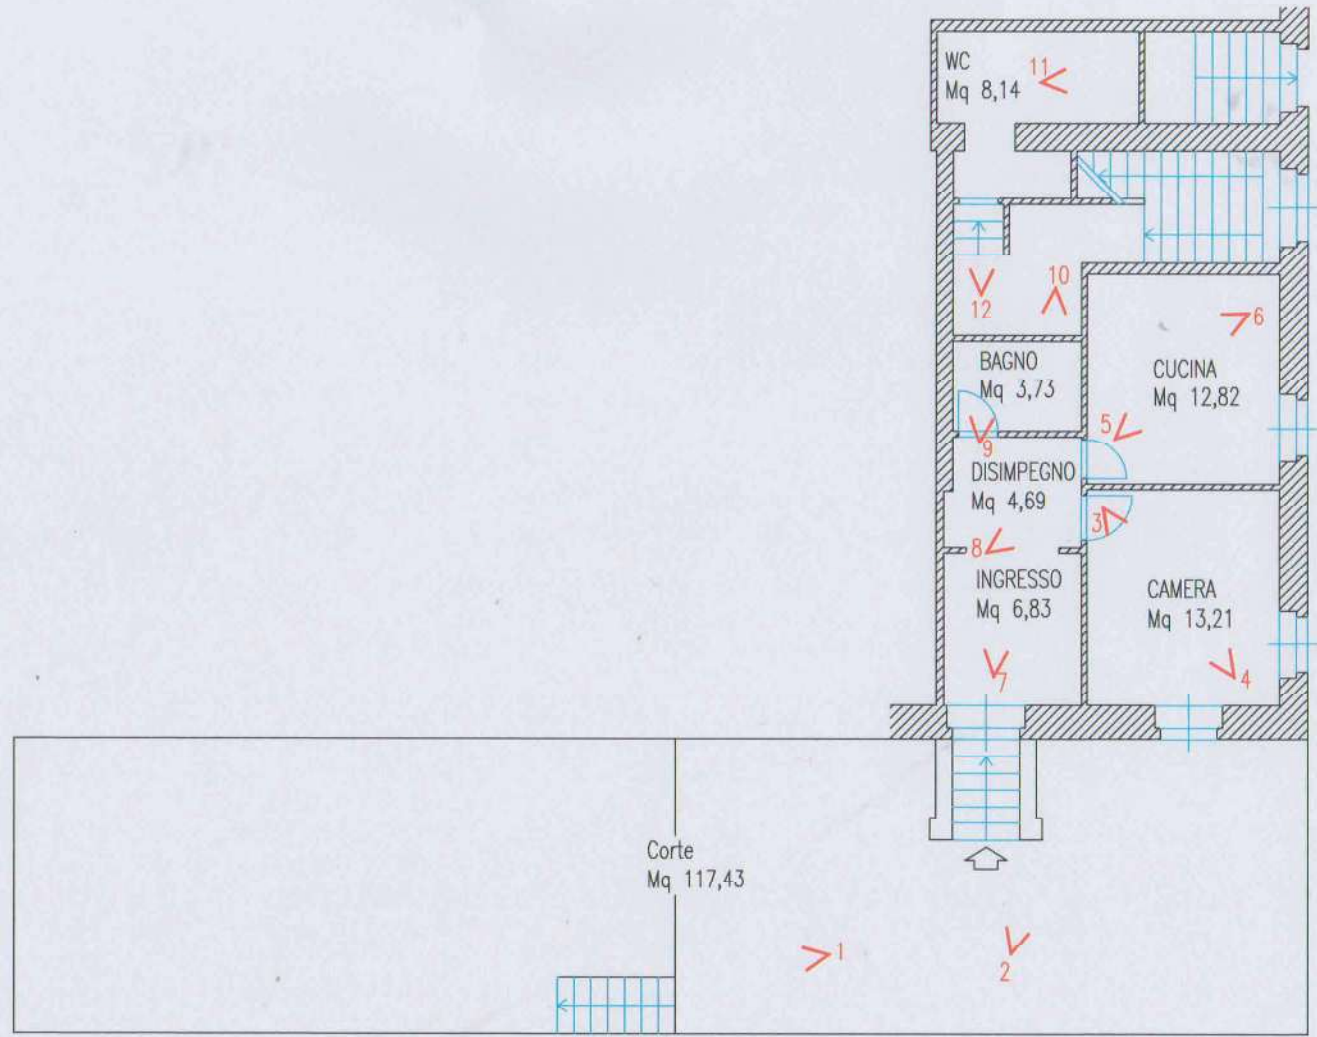 WC
Mq 8,14
11
10
12
6
BAGNO
Mq 3,73
CUCINA
Mq 12,82
5
9
DISIMPEGNO
Mq 4,69
3
8
INGRESSO
Mq 6,83
CAMERA
Mq 13,21
7
4
Corte
Mq 117,43
1
2